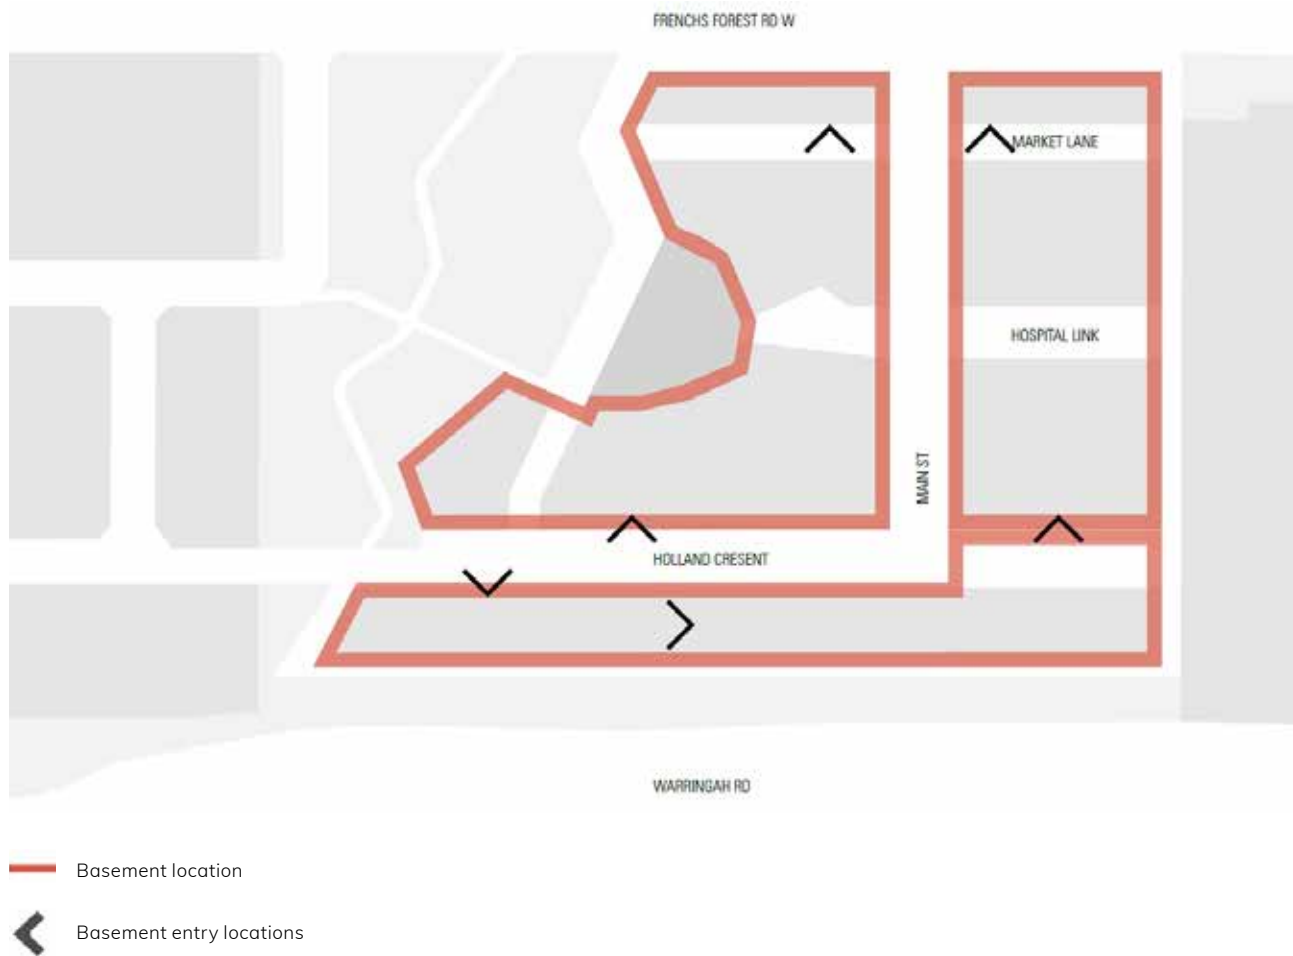 FRENCHS FOREST RD W
MARKET LANE
HOSPITAL LINK
MAIN ST
HOLLAND CRESENT
WARRINGAH RD
Basement location
Basement entry locations